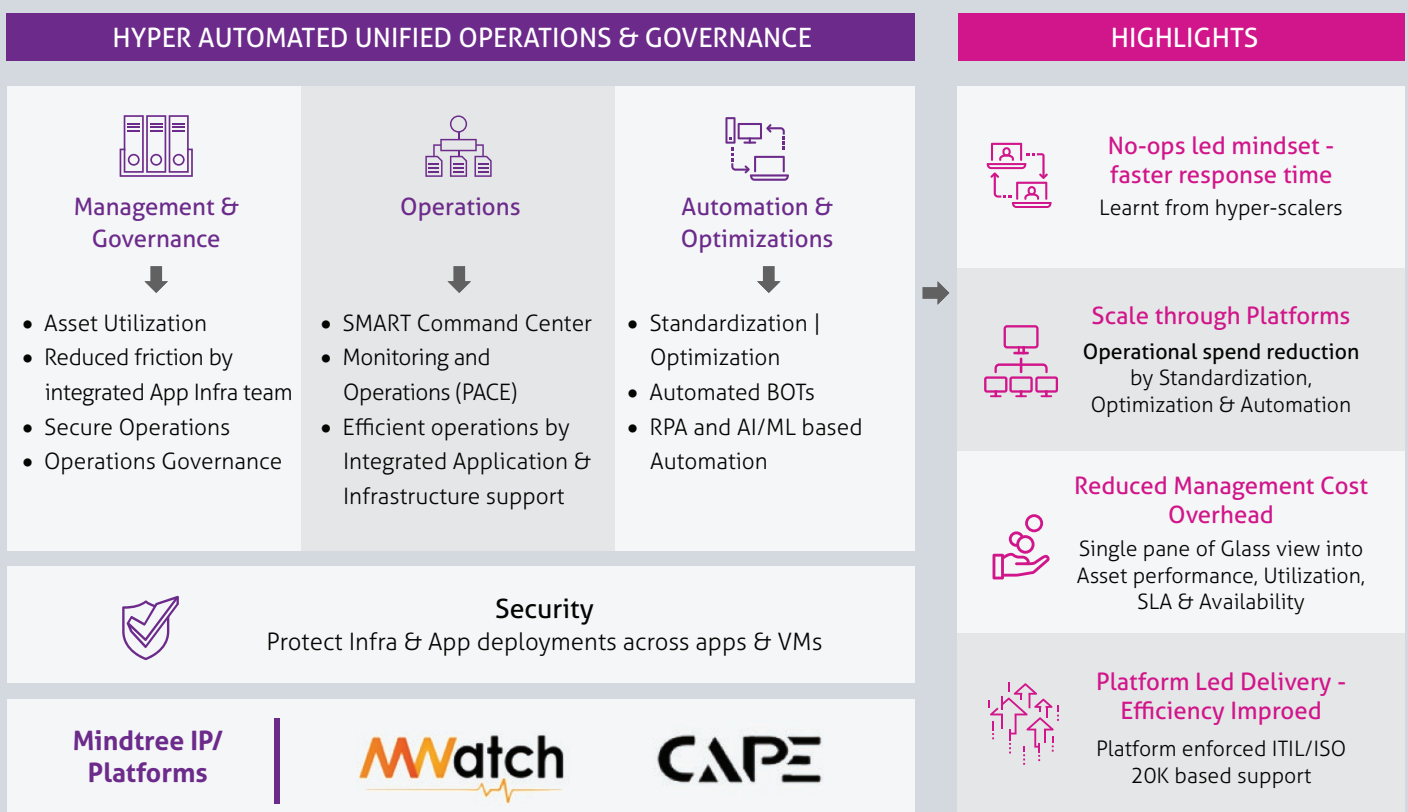 HYPER AUTOMATED UNIFIED OPERATIONS & GOVERNANCE
Management &
Governance
• Asset Utilization
• Reduced friction by
integrated App Infra team
• Secure Operations
• Operations Governance
Operations
• SMART Command Center
• Monitoring and
Operations (PACE)
• Efficient operations by
Integrated Application &
Infrastructure support
Automation &
Optimizations
• Standardization |
Optimization
• Automated BOTs
• RPA and AI/ML based
Automation
Security
Protect Infra & App deployments across apps & VMs
Mindtree IP/
Platforms
MWatch
CAPE
HIGHLIGHTS
No-ops led mindset -
faster response time
Learnt from hyper-scalers
Scale through Platforms
Operational spend reduction
by Standardization,
Optimization & Automation
Reduced Management Cost
Overhead
Single pane of Glass view into
Asset performance, Utilization,
SLA & Availability
Platform Led Delivery -
Efficiency Improed
Platform enforced ITIL/ISO
20K based support